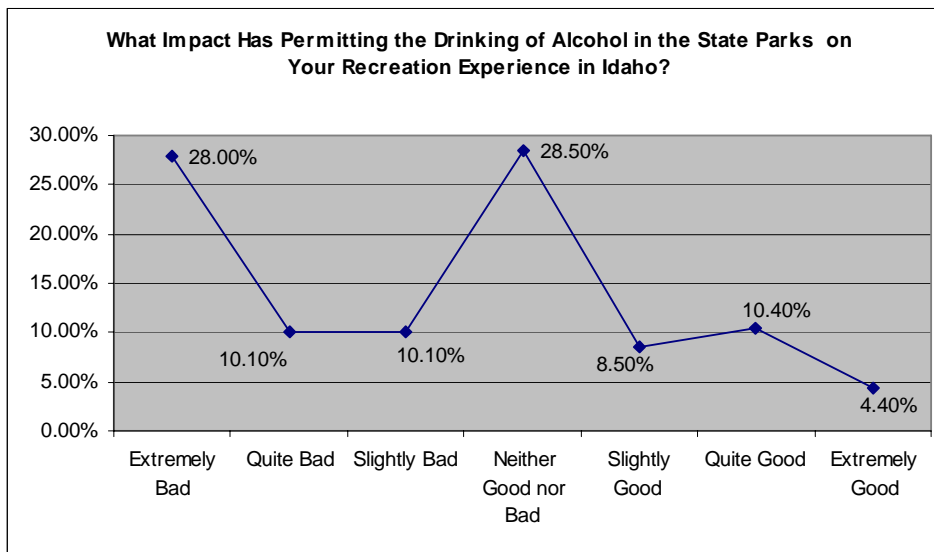 What Impact Has Permitting the Drinking of Alcohol in the State Parks on
Your Recreation Experience in Idaho?
30.00%
25.00%
20.00%
15.00%
10.00%
5.00%
0.00%
28.00%
10.10%
10.10%
28.50%
8.50%
10.40%
4.40%
Extremely
Bad
Quite Bad
Slightly Bad
Neither
Good nor
Bad
Slightly
Good
Quite Good
Extremely
Good